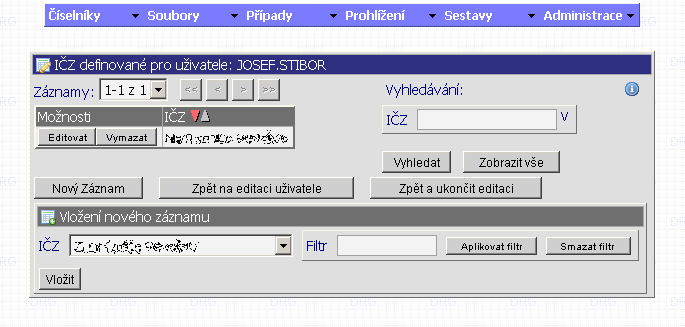 Číselníky Soubory Případy Prohlížení Sestavy Administrace
IČZ definované pro uživatele: JOSEF.STIBOR
Záznamy: 1-1 z 1 << < > >> Vyhledávání:
Možnosti IČZ
Editovat Vymazat
IČZ V
Vyhledat Zobrazit vše
Nový Záznam Zpět na editaci uživatele Zpět a ukončit editaci
Vložení nového záznamu
IČZ Filtr Aplikovat filtr Smazat filtr
Vložit